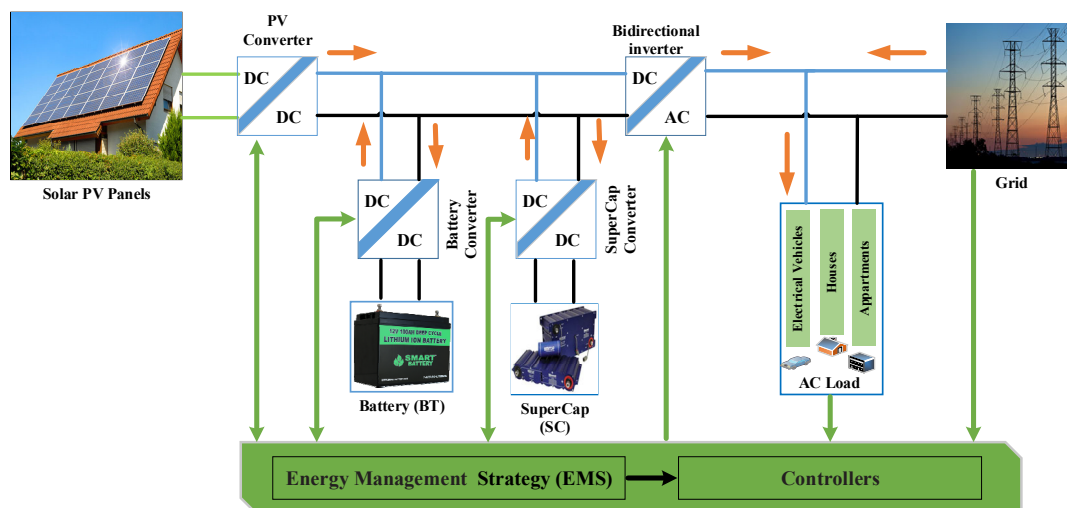 PV
Converter
DC
DC
Solar PV Panels
Bidirectional
inverter
DC
AC
Grid
DC
DC
Battery
Converter
DC
DC
SuperCap
Converter
12V 100AH DEEP CYCLE
LITHIUM ION BATTERY
SMART
BATTERY
Battery (BT)
SuperCap
(SC)
Electrical Vehicles
Houses
Appartments
AC Load
Energy Management Strategy (EMS)
Controllers